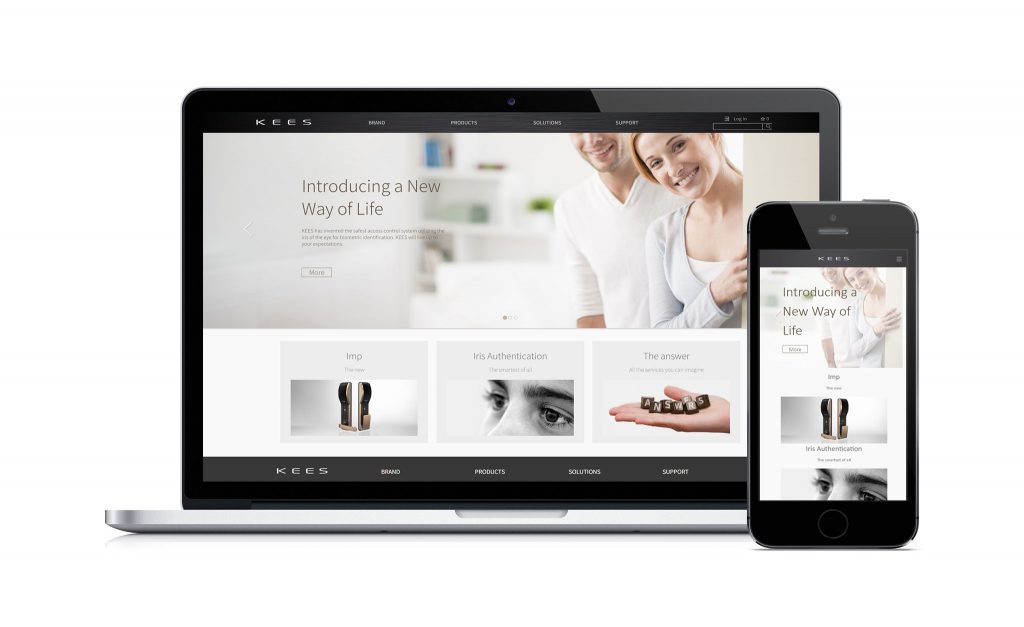 KEES
BRAND
PRODUCTS
SOLUTIONS
SUPPORT
Log in
0
Introducing a New
Way of Life
KEES has invented the safest access control system utilizing the
iris of the eye for biometric identification. KEES will live up to
your expectations.
More
Imp
The new
Iris Authentication
The smartest of all
The answer
All the services you can imagine
ANSWERS
KEES
BRAND
PRODUCTS
SOLUTIONS
SUPPORT
KEES
Introducing a
New Way of
Life
More
Imp
The new
Iris Authentication
The smartest of all